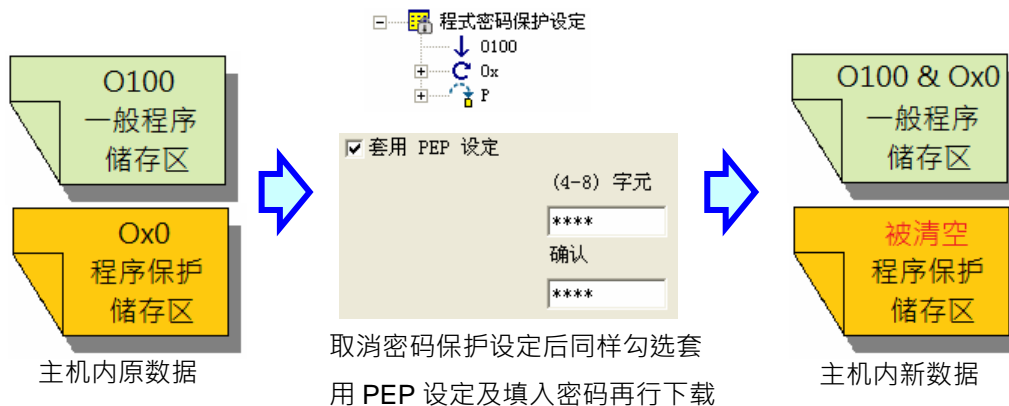 O100
一般程序
储存区
Ox0
程序保护
储存区
主机内原数据
程式密码保护设定
O100
Ox
P
套用 PEP 设定
(4-8) 字元
****
确认
****
取消密码保护设定后同样勾选套
用 PEP 设定及填入密码再行下载
O100 & Ox0
一般程序
储存区
被清空
程序保护
储存区
主机内新数据